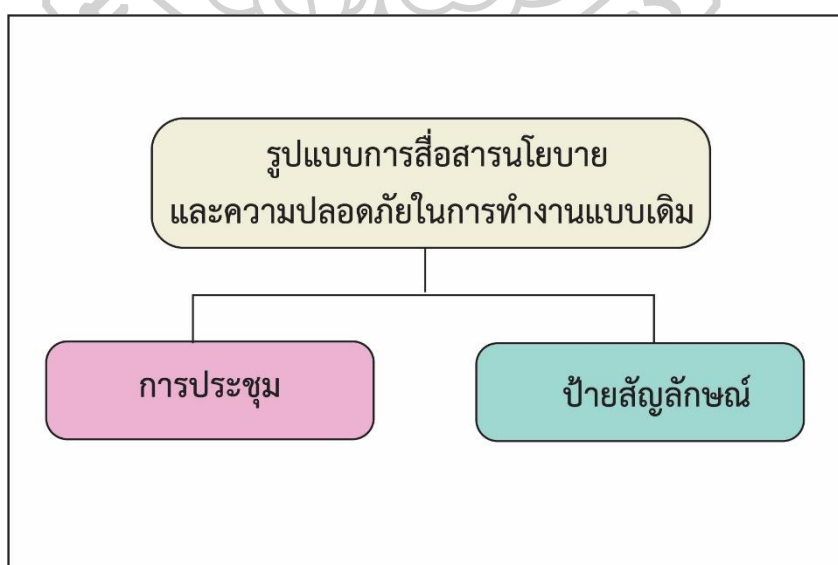 รูปแบบการสื่อสารนโยบาย
และความปลอดภัยในการทำงานแบบเดิม
การประชุม
ป้ายสัญลักษณ์